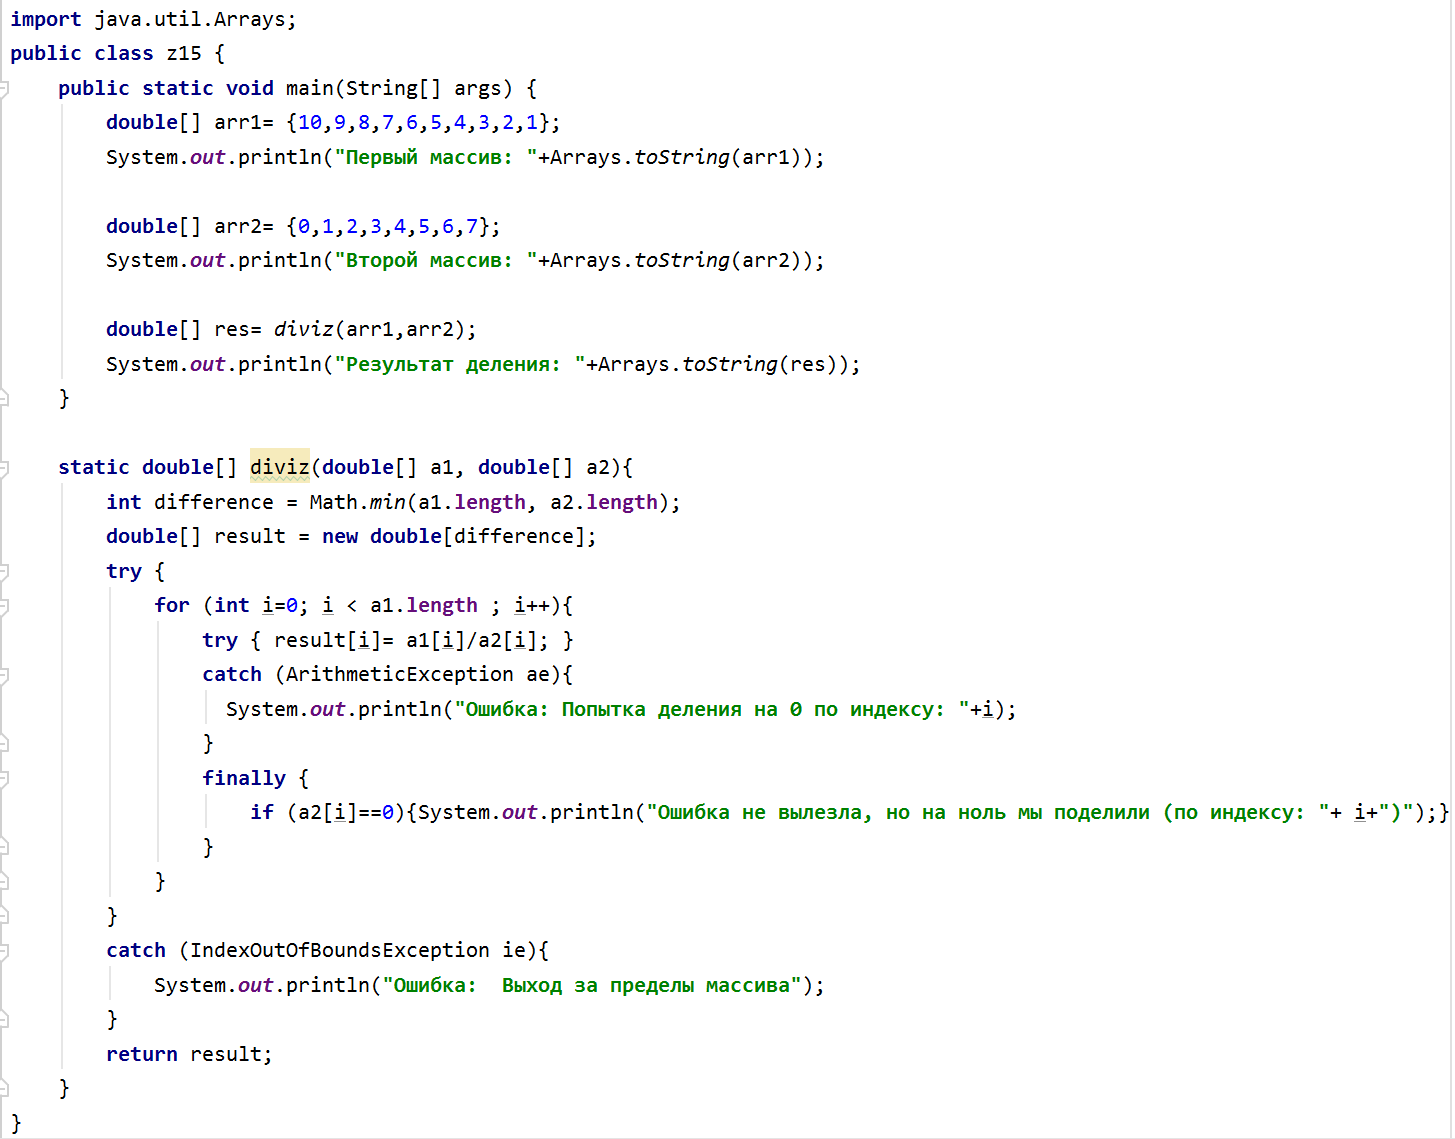 import java.util.Arrays;
public class z15 {
    public static void main(String[] args) {
        double[] arr1= {10,9,8,7,6,5,4,3,2,1};
        System.out.println("Первый массив: "+Arrays.toString(arr1));

        double[] arr2= {0,1,2,3,4,5,6,7};
        System.out.println("Второй массив: "+Arrays.toString(arr2));

        double[] res= diviz(arr1,arr2);
        System.out.println("Результат деления: "+Arrays.toString(res));
    }

    static double[] diviz(double[] a1, double[] a2){
        int difference = Math.min(a1.length, a2.length);
        double[] result = new double[difference];
        try {
            for (int i=0; i < a1.length ; i++){
                try { result[i]= a1[i]/a2[i]; }
                catch (ArithmeticException ae){
                  System.out.println("Ошибка: Попытка деления на 0 по индексу: "+i);
                }
                finally {
                    if (a2[i]==0){System.out.println("Ошибка не вылезла, но на ноль мы поделили (по индексу: "+ i+")");}
                }
            }
        }
        catch (IndexOutOfBoundsException ie){
            System.out.println("Ошибка:  Выход за пределы массива");
        }
        return result;
    }
}